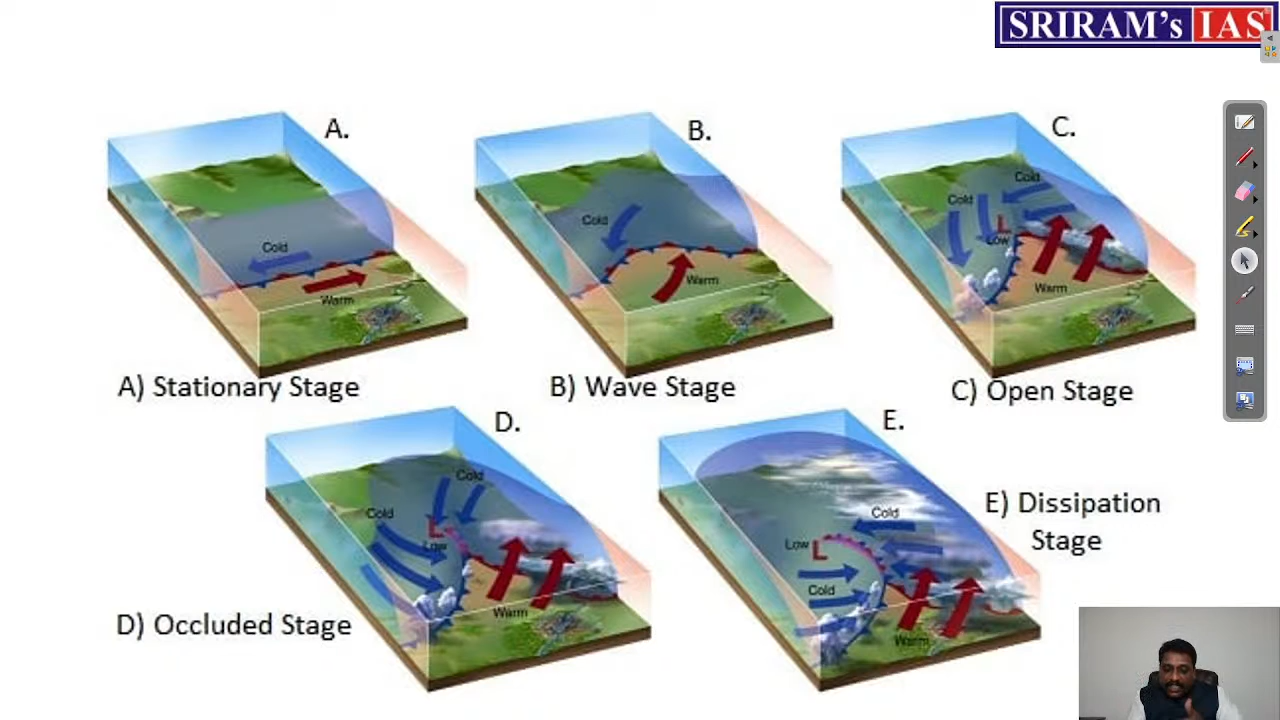 SRIRAM's IAS
A.
B.
C.
Cold
Warm
Cold
Warm
Cold
Cold
L
Low
Warm
A) Stationary Stage
B) Wave Stage
C) Open Stage
D.
E.
Cold
Cold
L
Low
Warm
Cold
Low L
Cold
Warm
E) Dissipation
Stage
D) Occluded Stage